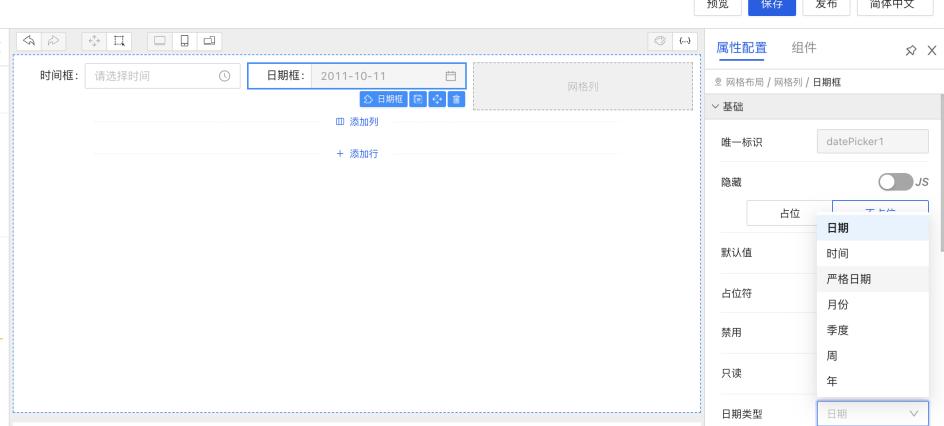 预览
保存
发布
简体中文
属性配置
组件
网格布局 / 网格列 / 日期框
基础
时间框：
请选择时间
日期框：
2011-10-11
网格列
日期框
添加列
添加行
唯一标识
datePicker1
隐藏
JS
占位
不占位
默认值
占位符
禁用
只读
日期类型
日期
时间
严格日期
月份
季度
周
年
日期